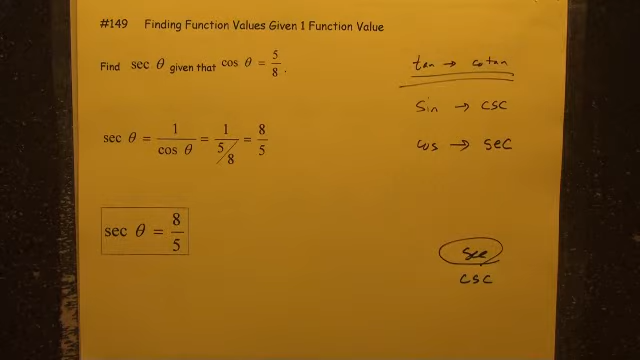 #149 Finding Function Values Given 1 Function Value
Find sec θ given that cos θ = 5/8.
sec θ = 1/cos θ = 1/(5/8) = 8/5
sec θ = 8/5
tan → cotan
sin → csc
cos → sec
sec
csc